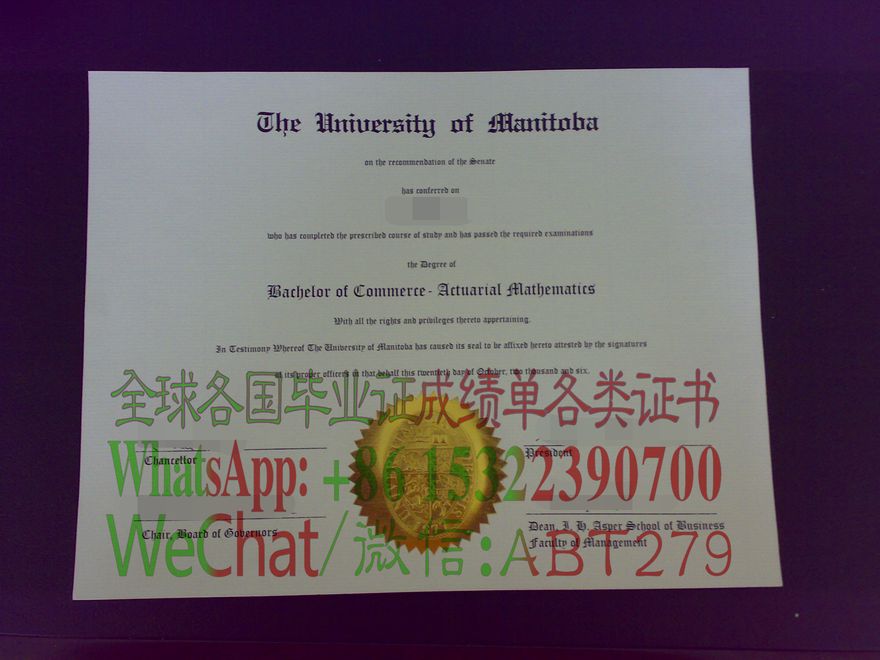 The University of Manitoba
on the recommendation of the Senate
has conferred on
who has completed the prescribed course of study and has passed the required examinations
the Degree of
Bachelor of Commerce - Actuarial Mathematics
With all the rights and privileges thereto appertaining.
In Testimony Whereof The University of Manitoba has caused its seal to be affixed hereto attested by the signatures
of its proper officers in that behalf this twentieth day of October, two thousand and six.
全球各国毕业证成绩单各类证书
Chancellor
President
WhatsApp: +86 15322390700
Chair, Board of Governors
Dean, I. H. Asper School of Business
Faculty of Management
WeChat/微信:ABT279